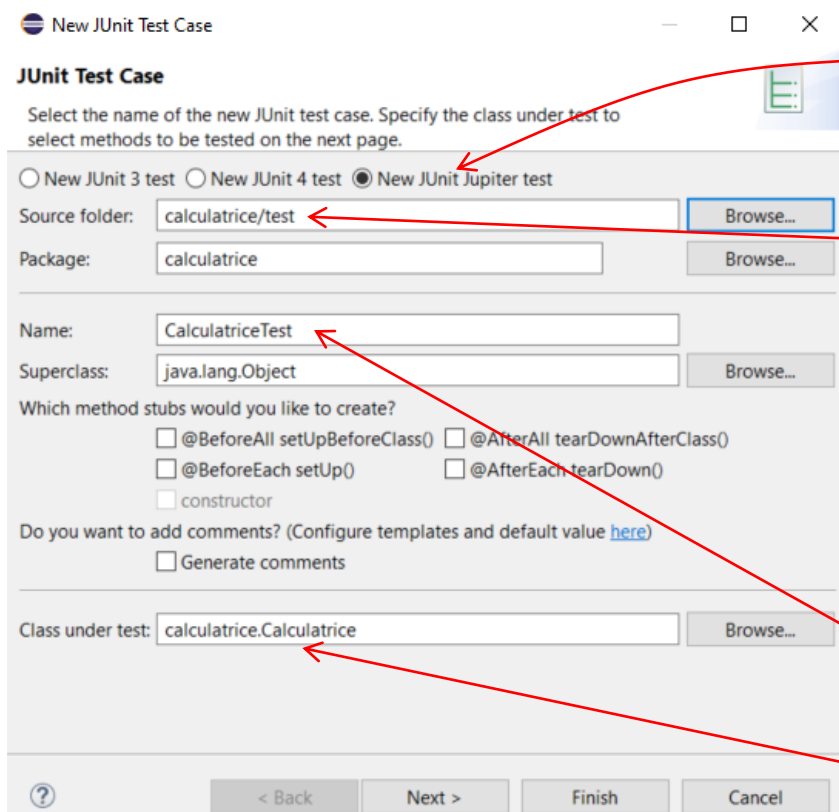 New JUnit Test Case
JUnit Test Case
Select the name of the new JUnit test case. Specify the class under test to
select methods to be tested on the next page.
New JUnit 3 test New JUnit 4 test New JUnit Jupiter test
Source folder: calculatrice/test Browse...
Package: calculatrice Browse...
Name: CalculatriceTest
Superclass: java.lang.Object Browse...
Which method stubs would you like to create?
@BeforeAll setUpBeforeClass() @AfterAll tearDownAfterClass()
@BeforeEach setUp() @AfterEach tearDown()
constructor
Do you want to add comments? (Configure templates and default value here)
Generate comments
Class under test: calculatrice.Calculatrice Browse...
? < Back Next > Finish Cancel